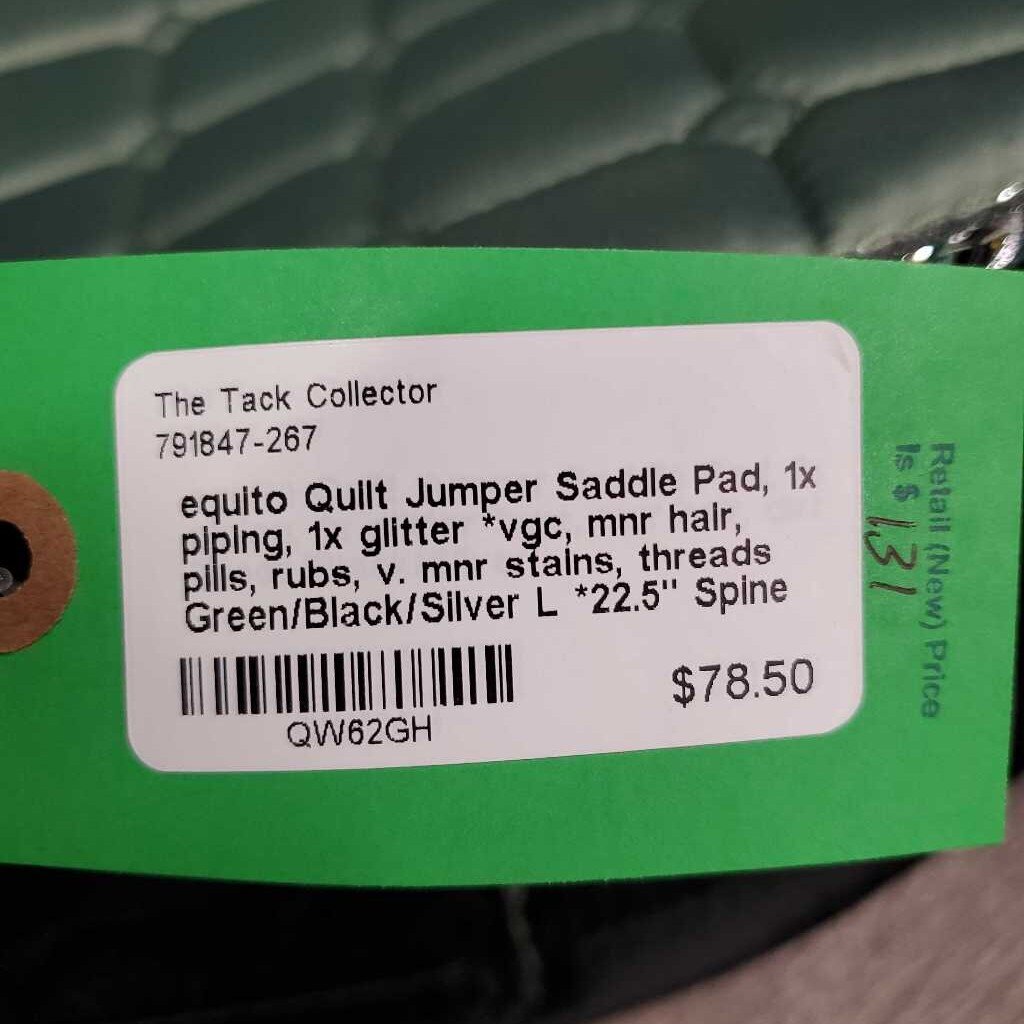 The Tack Collector
791847-267
equito Quilt Jumper Saddle Pad, 1x
piping, 1x glitter *vgc, mnr hair,
pills, rubs, v. mnr stains, threads
Green/Black/Silver L *22.5" Spine
$78.50
QW62GH
Retail (New) Price
Is $ 131